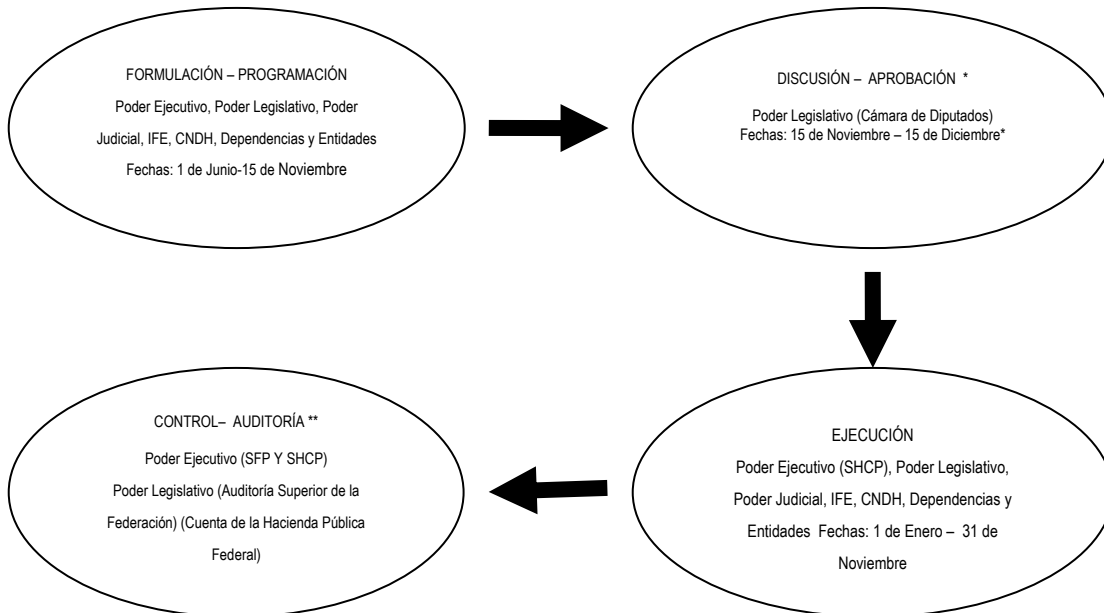 FORMULACIÓN – PROGRAMACIÓN
Poder Ejecutivo, Poder Legislativo, Poder
Judicial, IFE, CNDH, Dependencias y Entidades
Fechas: 1 de Junio-15 de Noviembre
DISCUSIÓN – APROBACIÓN *
Poder Legislativo (Cámara de Diputados)
Fechas: 15 de Noviembre – 15 de Diciembre*
EJECUCIÓN
Poder Ejecutivo (SHCP), Poder Legislativo,
Poder Judicial, IFE, CNDH, Dependencias y
Entidades Fechas: 1 de Enero – 31 de
Noviembre
CONTROL– AUDITORÍA **
Poder Ejecutivo (SFP Y SHCP)
Poder Legislativo (Auditoría Superior de la
Federación) (Cuenta de la Hacienda Pública
Federal)